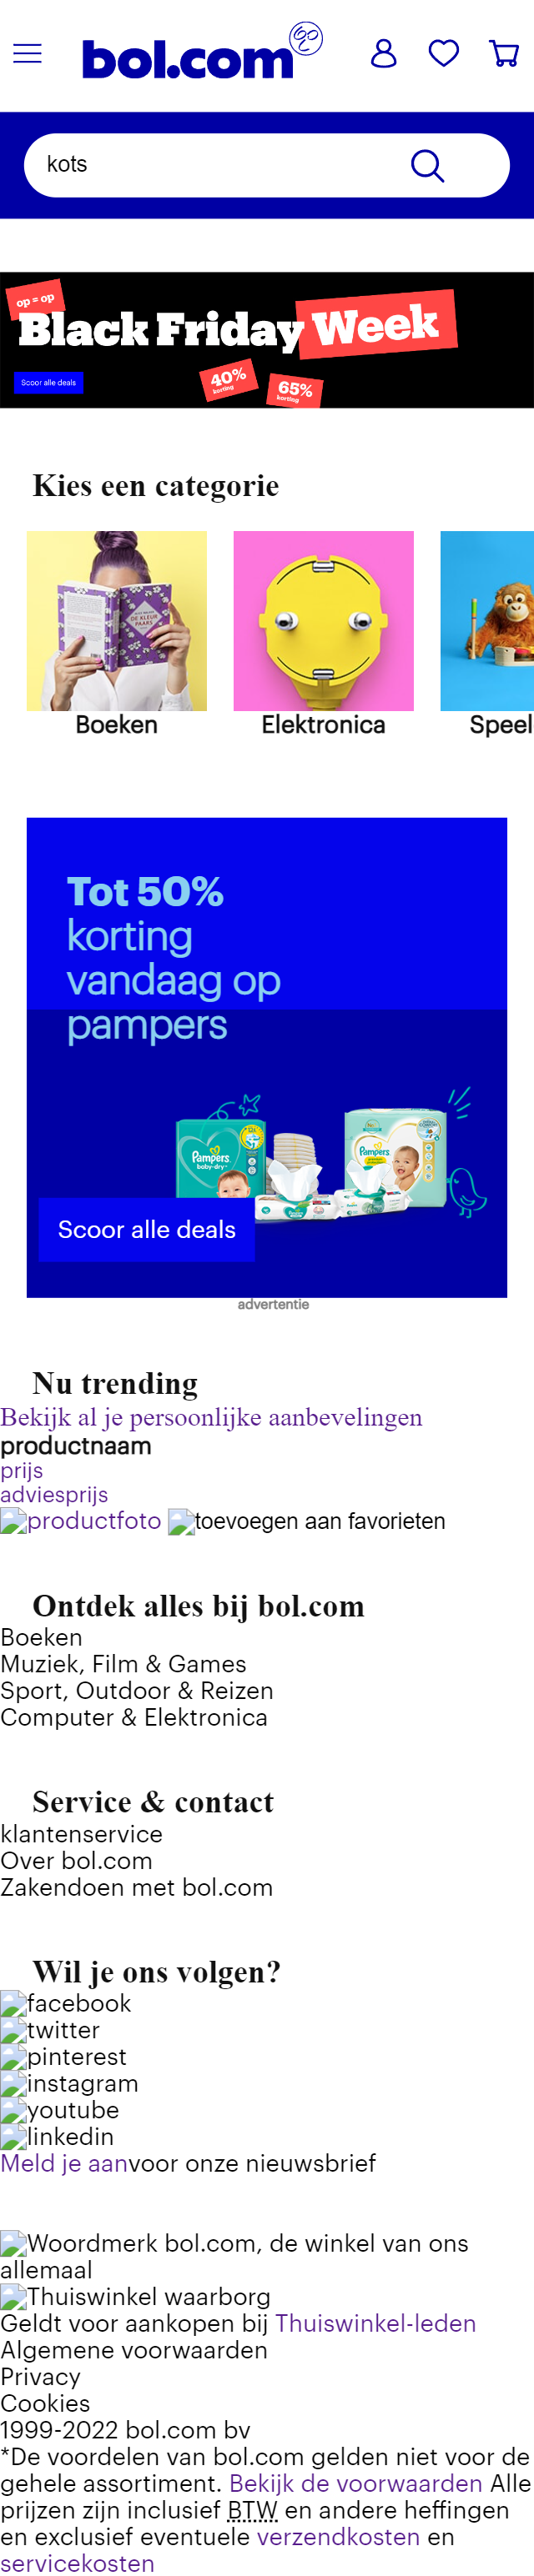 bol.com
kots
op = op
Black Friday Week
Scoor alle deals
40%
korting
65%
korting
Kies een categorie
DE KLEUR
PAARS
Boeken
Elektronica
Speel
Tot 50%
korting
vandaag op
pampers
Pampers
baby-dry
Pampers
Scoor alle deals
advertentie
Nu trending
Bekijk al je persoonlijke aanbevelingen
productnaam
prijs
adviesprijs
productfoto toevoegen aan favorieten
Ontdek alles bij bol.com
Boeken
Muziek, Film & Games
Sport, Outdoor & Reizen
Computer & Elektronica
Service & contact
klantenservice
Over bol.com
Zakendoen met bol.com
Wil je ons volgen?
facebook
twitter
pinterest
instagram
youtube
linkedin
Meld je aanvoor onze nieuwsbrief
Woordmerk bol.com, de winkel van ons
allemaal
Thuiswinkel waarborg
Geldt voor aankopen bij Thuiswinkel-leden
Algemene voorwaarden
Privacy
Cookies
1999-2022 bol.com bv
*De voordelen van bol.com gelden niet voor de
gehele assortiment. Bekijk de voorwaarden Alle
prijzen zijn inclusief BTW en andere heffingen
en exclusief eventuele verzendkosten en
servicekosten